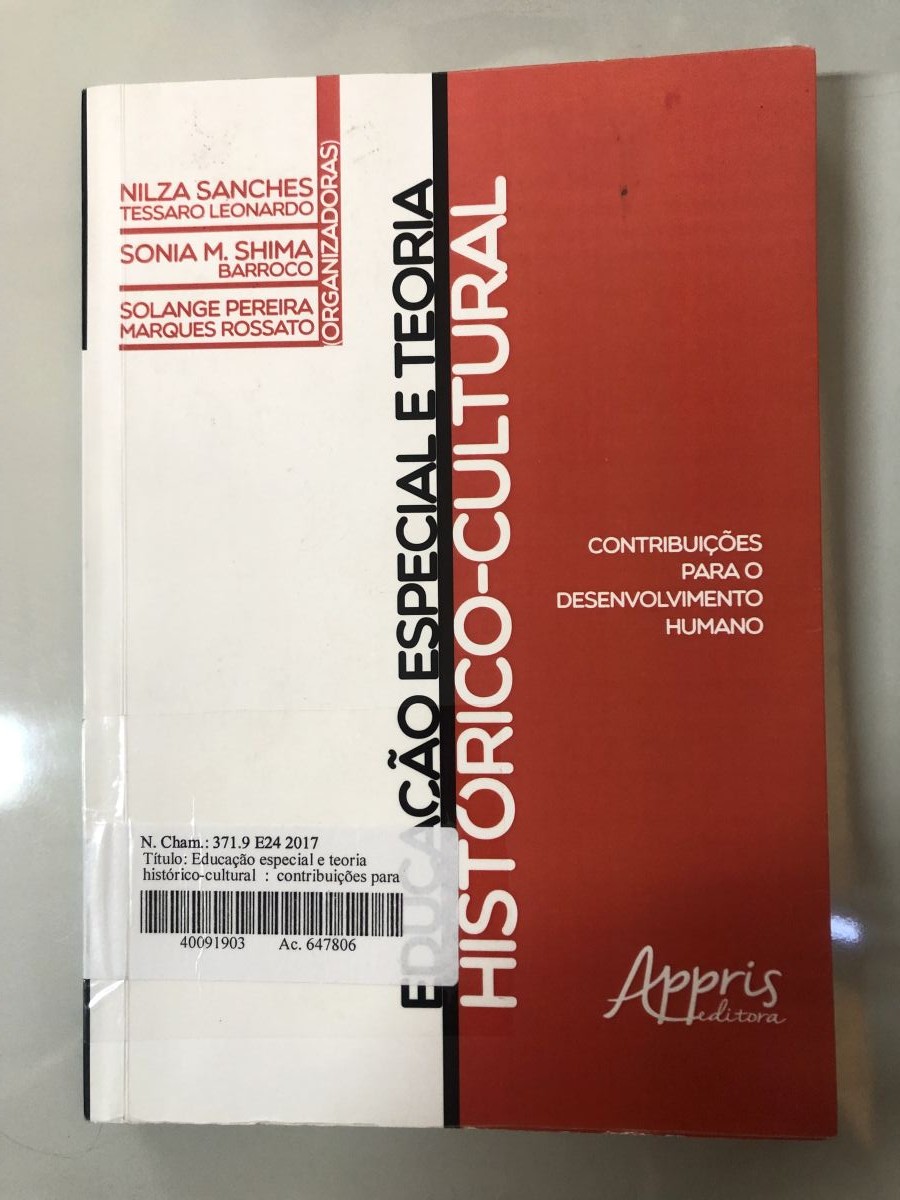 NILZA SANCHES
TESSARO LEONARDO
SONIA M. SHIMA
BARROCO
SOLANGE PEREIRA
MARQUES ROSSATO
(ORGANIZADORAS)
EDUCAÇÃO ESPECIAL E TEORIA
HISTÓRICO-CULTURAL
CONTRIBUIÇÕES
PARA O
DESENVOLVIMENTO
HUMANO
N. Cham.: 371.9 E24 2017
Título: Educação especial e teoria
histórico-cultural : contribuições para
40091903 Ac. 647806
Appris
editora